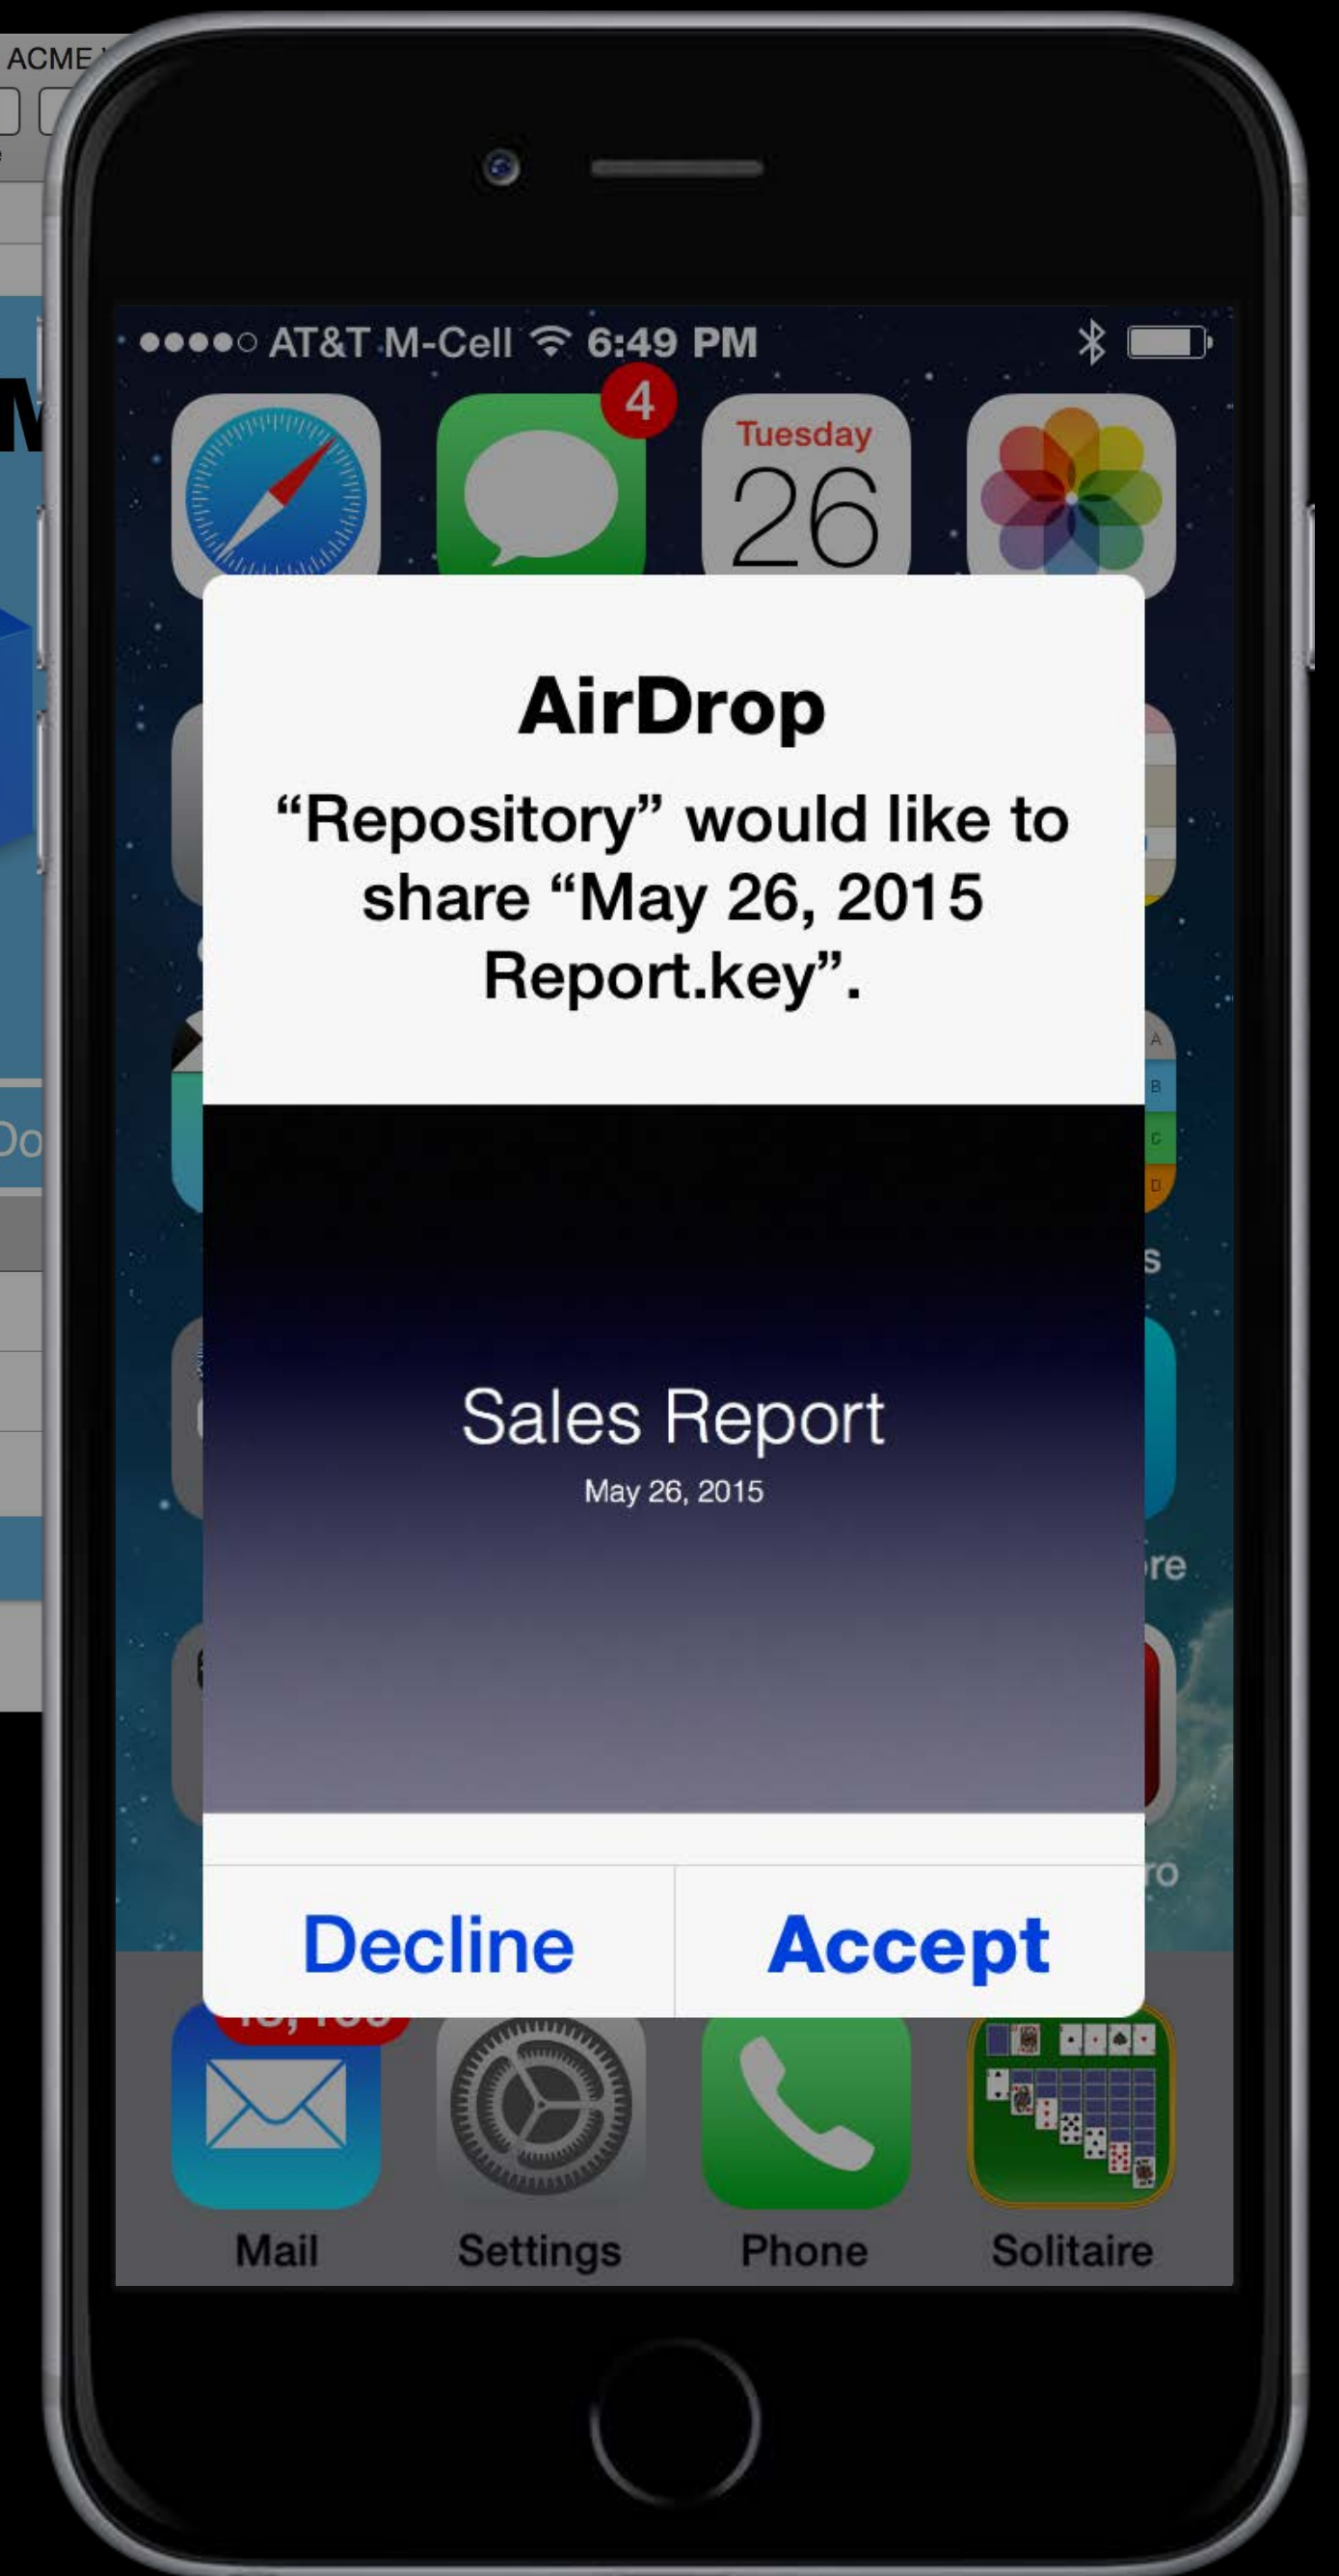 ACME
AT&T M-Cell 6:49 PM
4
Tuesday
26
AirDrop
“Repository” would like to
share “May 26, 2015
Report.key”.
A
B
C
D
Sales Report
May 26, 2015
Decline
Accept
Mail
Settings
Phone
Solitaire